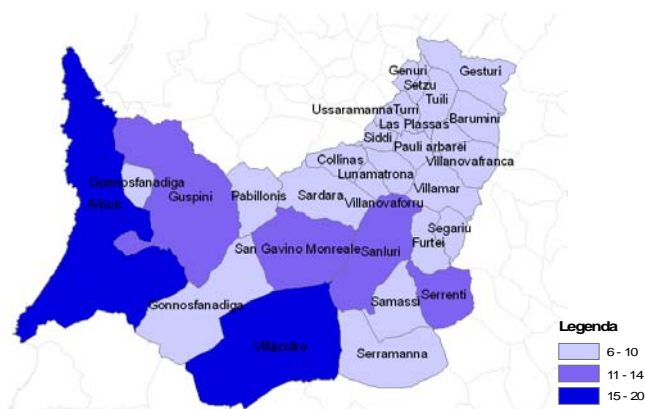 Genuri
Gesturi
Setzu
Tuili
Ussaramanna
Turri
Barumini
Las Plassas
Siddi
Pauli arbarei
Collinas
Villanovafranca
Lunamatrona
Gonnosfanadiga
Arbus
Guspini
Pabillonis
Sardara
Villamar
Villanovaforru
Segariu
Furtei
San Gavino Monreale
Sanluri
Gonnosfanadiga
Samassi
Serrenti
Villacidro
Serramanna
Legenda
6 - 10
11 - 14
15 - 20